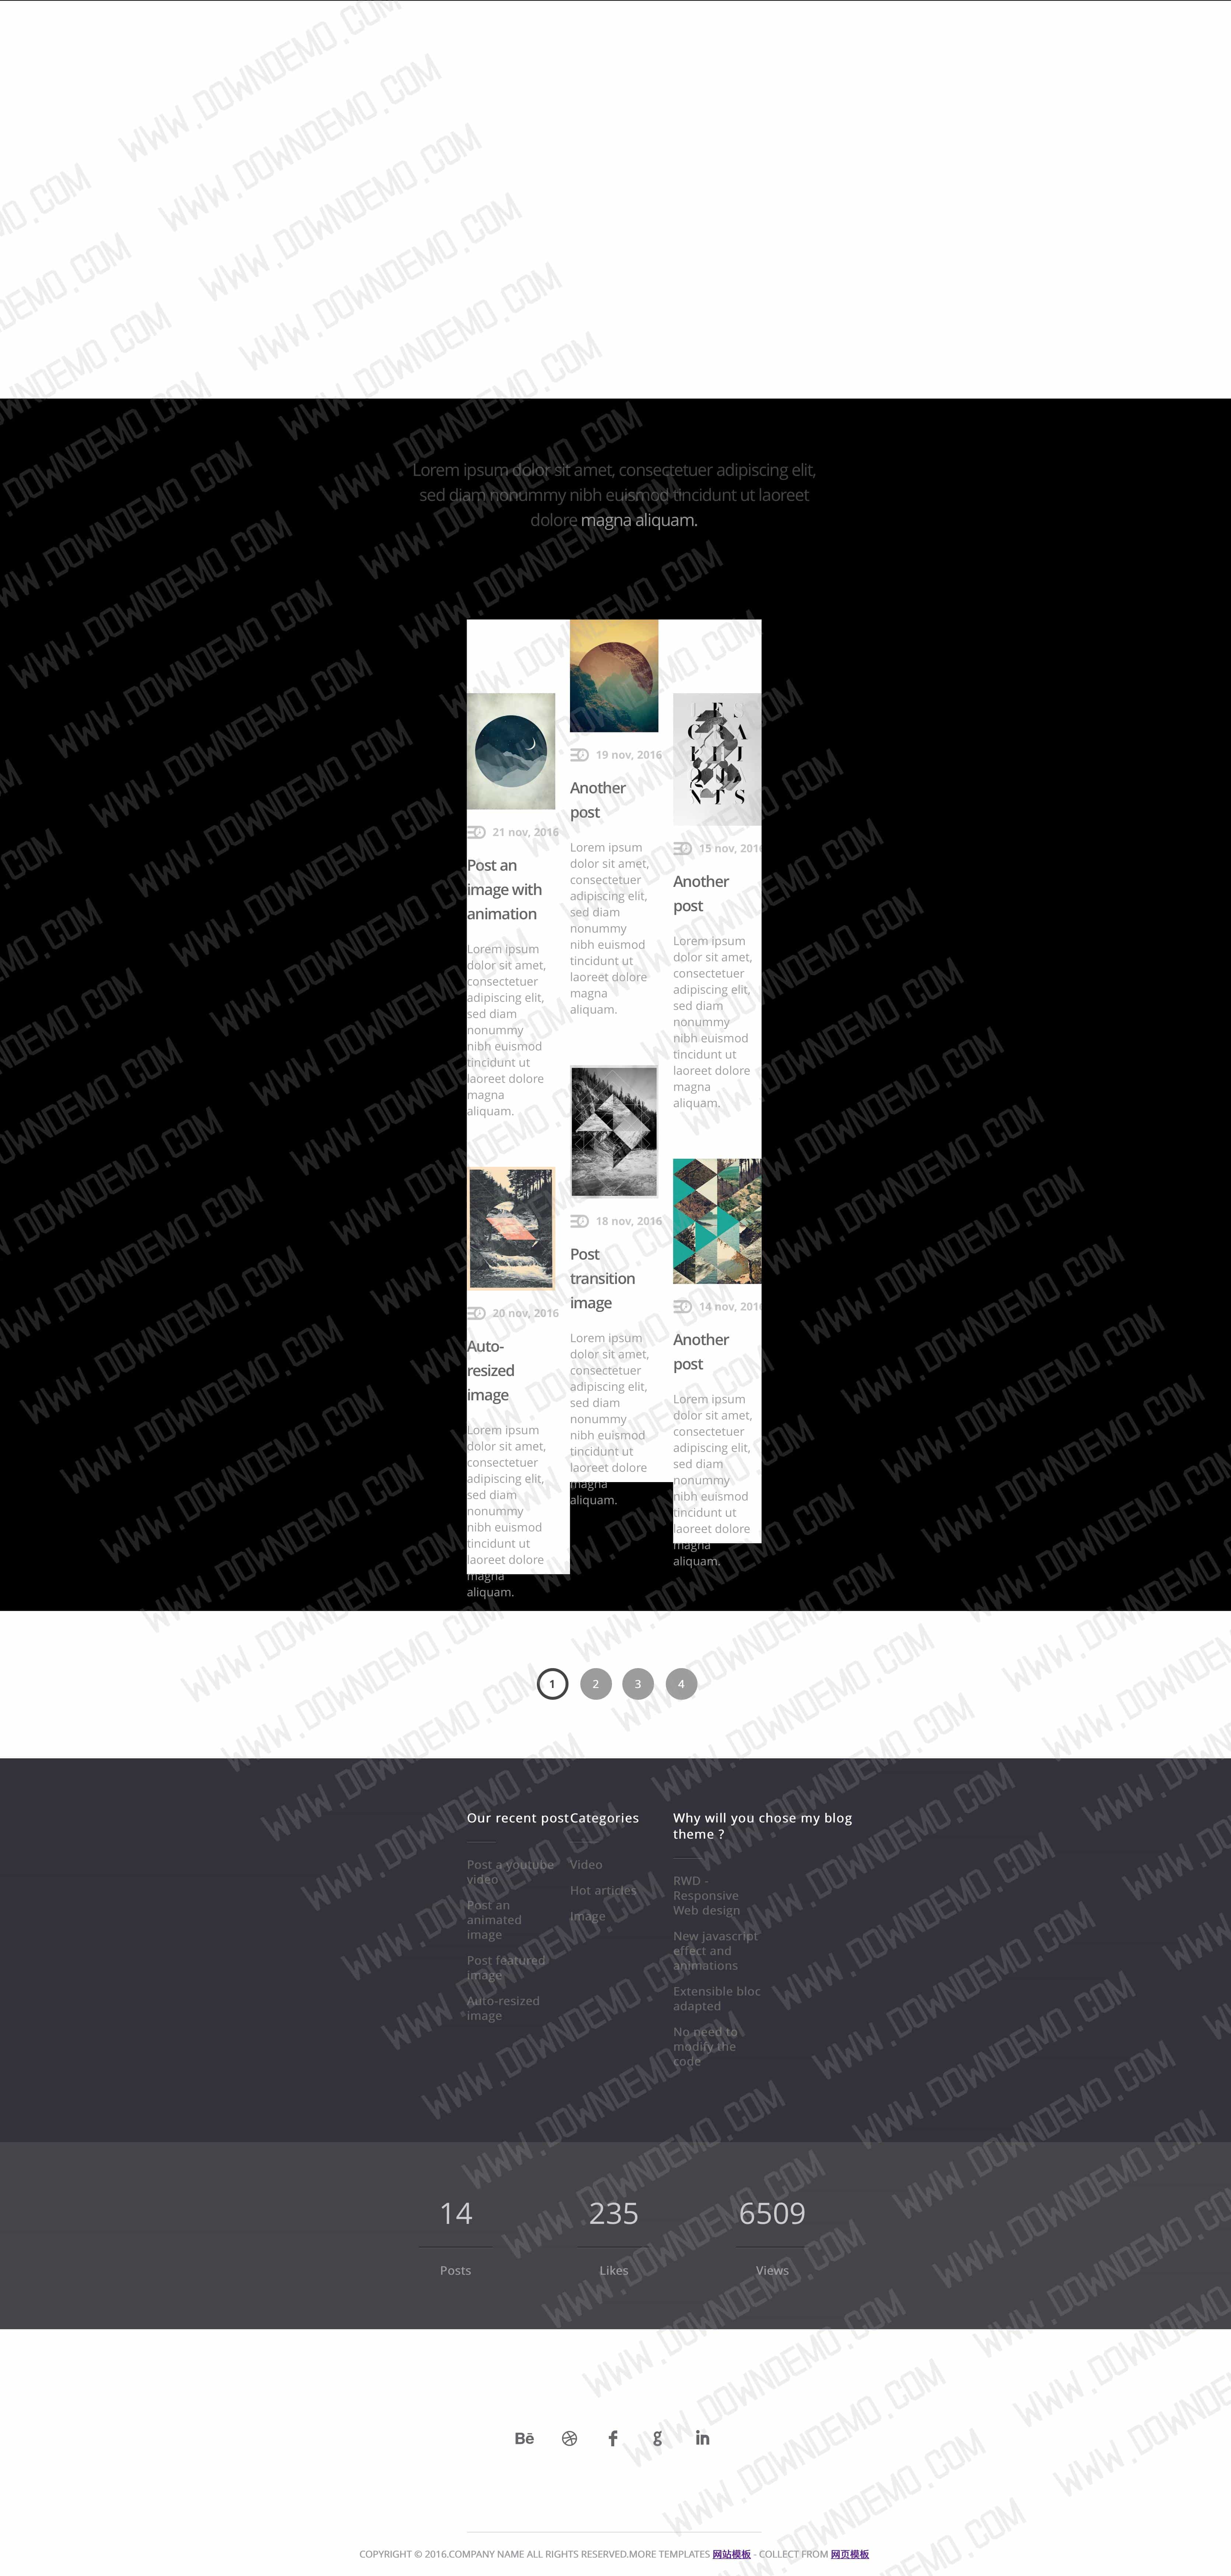 Lorem ipsum dolor sit amet, consectetuer adipiscing elit,
sed diam nonummy nibh euismod tincidunt ut laoreet
dolore magna aliquam.
21 nov, 2016
Post an
image with
animation
Lorem ipsum
dolor sit amet,
consectetuer
adipiscing elit,
sed diam
nonummy
nibh euismod
tincidunt ut
laoreet dolore
magna
aliquam.
20 nov, 2016
Auto-
resized
image
Lorem ipsum
dolor sit amet,
consectetuer
adipiscing elit,
sed diam
nonummy
nibh euismod
tincidunt ut
laoreet dolore
magna
aliquam.
19 nov, 2016
Another
post
Lorem ipsum
dolor sit amet,
consectetuer
adipiscing elit,
sed diam
nonummy
nibh euismod
tincidunt ut
laoreet dolore
magna
aliquam.
18 nov, 2016
Post
transition
image
Lorem ipsum
dolor sit amet,
consectetuer
adipiscing elit,
sed diam
nonummy
nibh euismod
tincidunt ut
laoreet dolore
magna
aliquam.
15 nov, 2016
Another
post
Lorem ipsum
dolor sit amet,
consectetuer
adipiscing elit,
sed diam
nonummy
nibh euismod
tincidunt ut
laoreet dolore
magna
aliquam.
14 nov, 2016
Another
post
Lorem ipsum
dolor sit amet,
consectetuer
adipiscing elit,
sed diam
nonummy
nibh euismod
tincidunt ut
laoreet dolore
magna
aliquam.
1 2 3 4
Our recent post
Post a youtube
video
Post an
animated
image
Post featured
image
Auto-resized
image
Categories
Video
Hot articles
Image
Why will you chose my blog
theme ?
RWD -
Responsive
Web design
New javascript
effect and
animations
Extensible bloc
adapted
No need to
modify the
code
14 235 6509
Posts Likes Views
COPYRIGHT © 2016.COMPANY NAME ALL RIGHTS RESERVED.MORE TEMPLATES 网站模板 - COLLECT FROM 网页模板
WWW.DOWNDEMO.COM